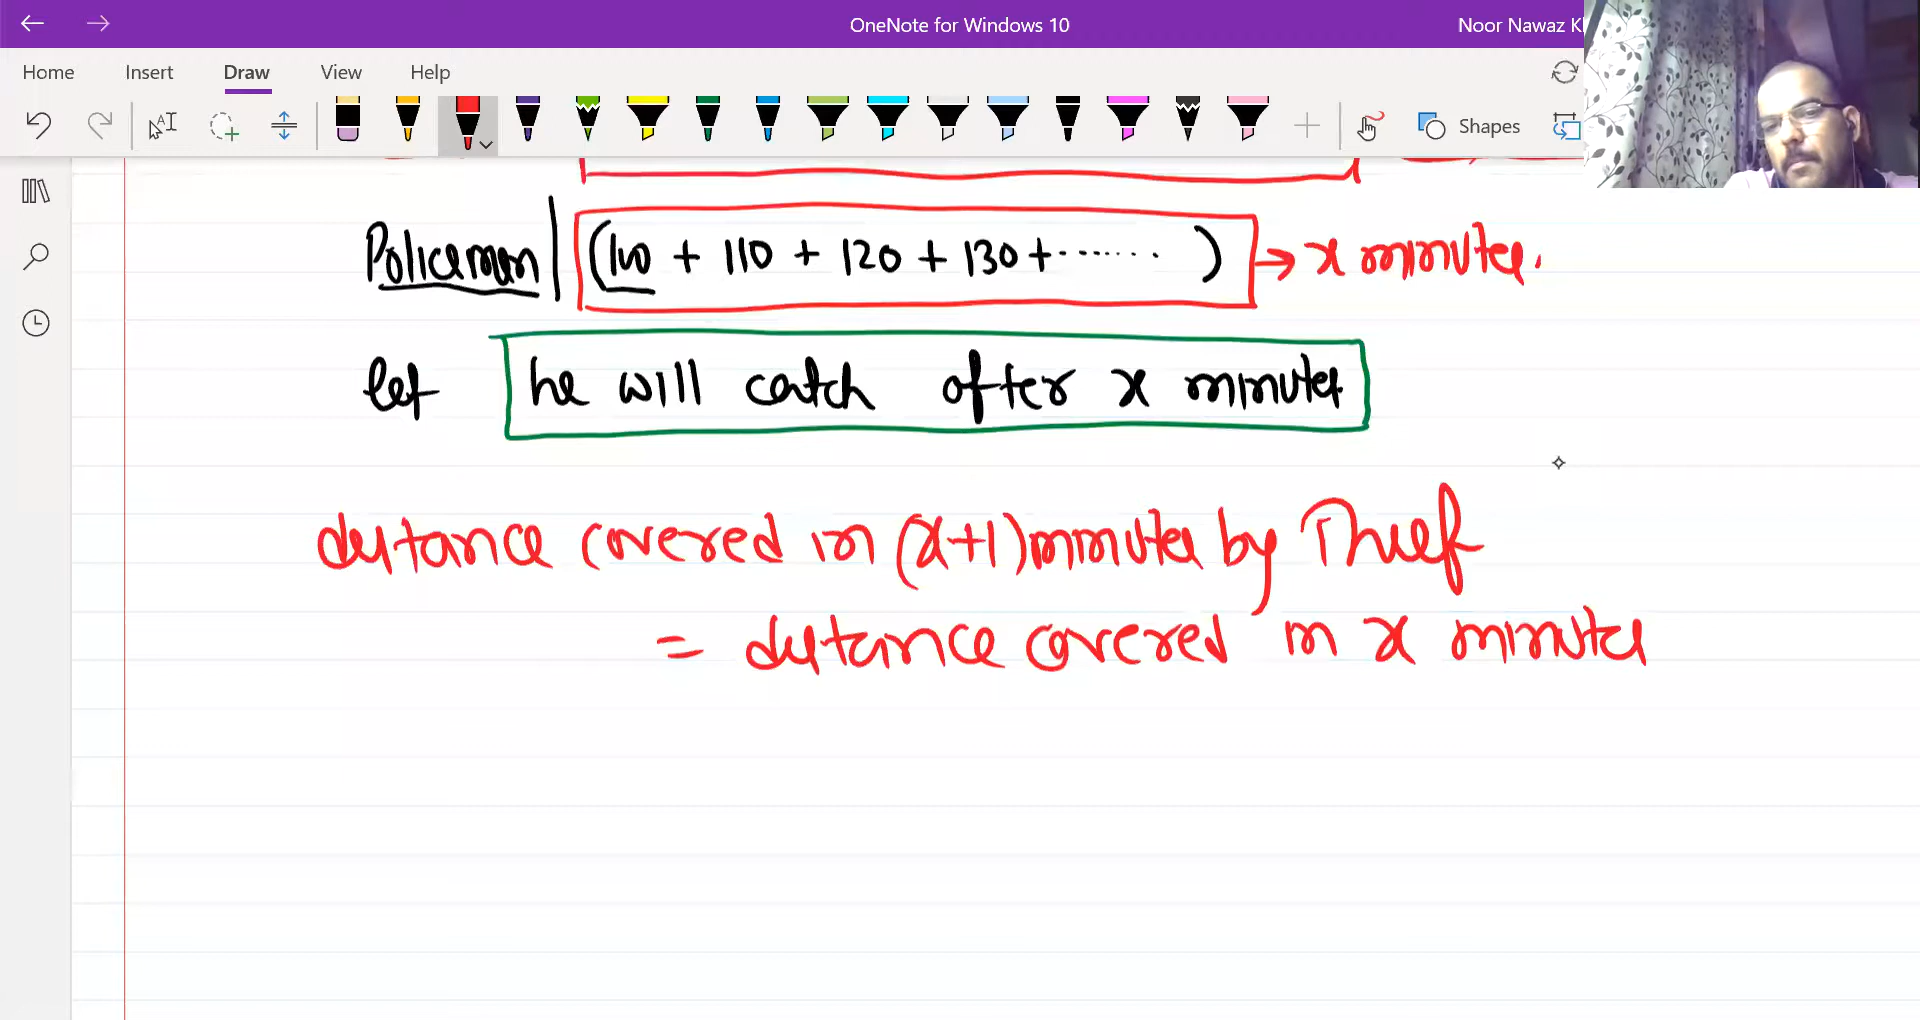 OneNote for Windows 10
Noor Nawaz K
Home Insert Draw View Help
Shapes
Policeman | (100 + 110 + 120 + 130 + ...... ) → x minutes.
let he will catch after x minutes
distance covered in (x+1) minutes by Thief
= distance covered in x minutes